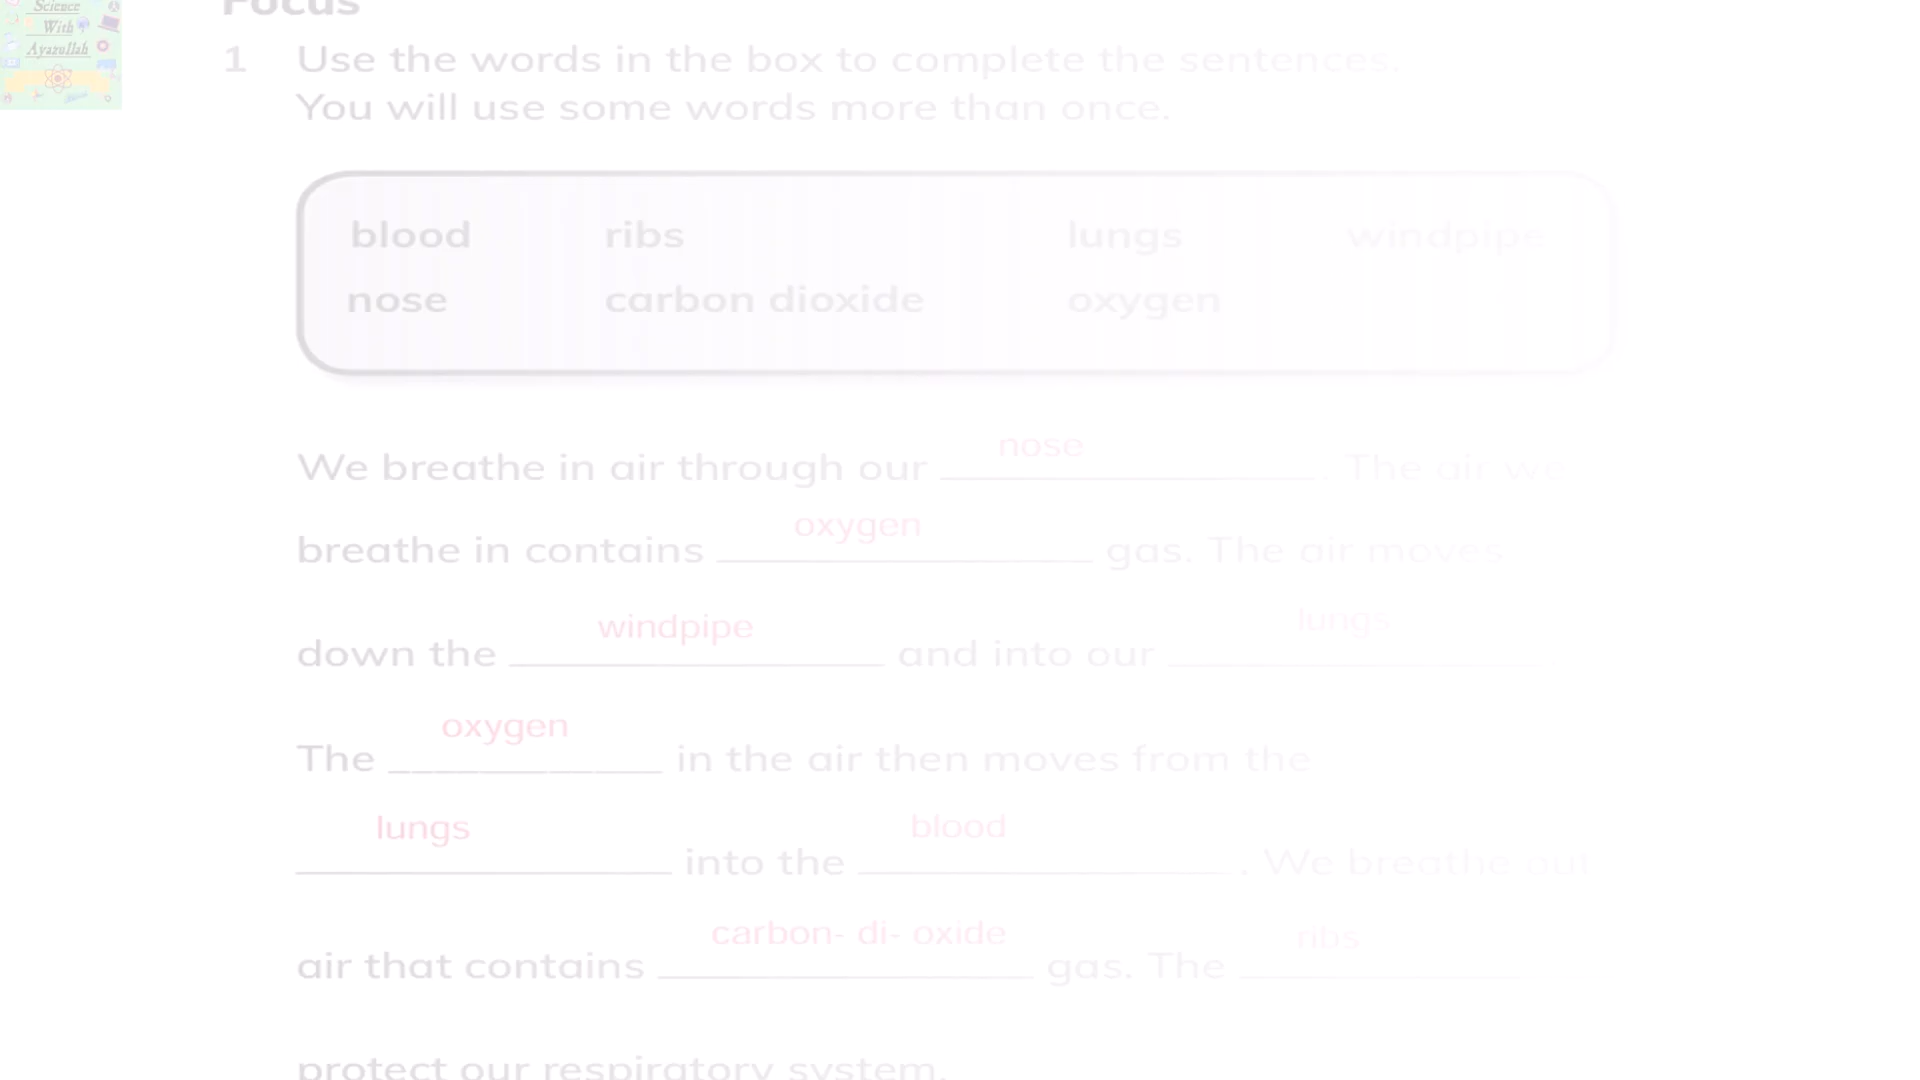 Science
With
Ayazullah
Focus
1 Use the words in the box to complete the sentences.
You will use some words more than once.
blood ribs lungs windpipe
nose carbon dioxide oxygen
We breathe in air through our nose. The air we
breathe in contains oxygen gas. The air moves
down the windpipe and into our lungs
The oxygen in the air then moves from the
lungs into the blood. We breathe out
air that contains carbon- di- oxide gas. The ribs
protect our respiratory system.